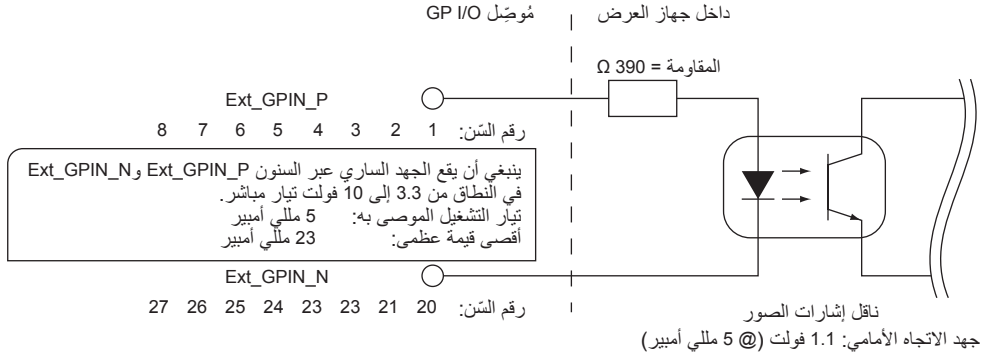 داخل جهاز العرض
مُوصِّل GP I/O
المقاومة = 390 Ω
Ext_GPIN_P
رقم السّن: 1 2 3 4 5 6 7 8
ينبغي أن يقع الجهد الساري عبر السنون Ext_GPIN_P وExt_GPIN_N
في النطاق من 3.3 إلى 10 فولت تيار مباشر.
تيار التشغيل الموصى به: 5 مللي أمبير
أقصى قيمة عظمى: 23 مللي أمبير
Ext_GPIN_N
رقم السّن: 20 21 23 23 24 25 26 27
ناقل إشارات الصور
جهد الاتجاه الأمامي: 1.1 فولت (@ 5 مللي أمبير)